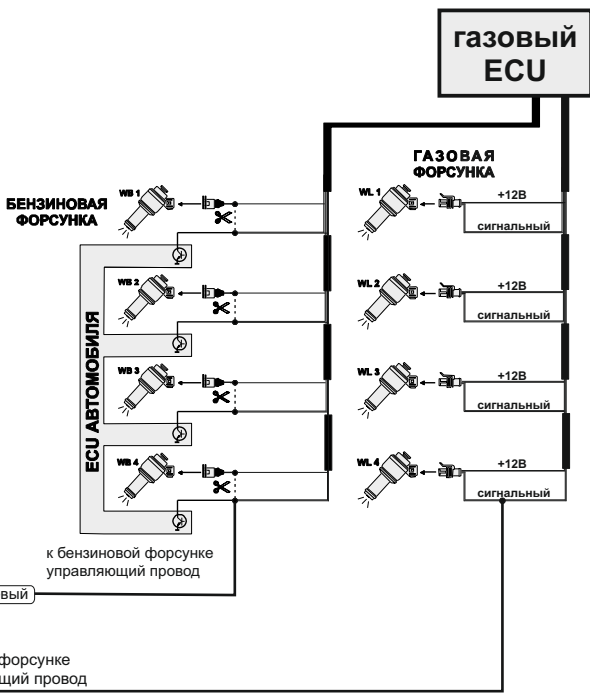 газовый
ECU
ГАЗОВАЯ
ФОРСУНКА
БЕНЗИНОВАЯ
ФОРСУНКА
WB 1
WL 1
+12В
сигнальный
WB 2
WL 2
+12В
сигнальный
WB 3
WL 3
+12В
сигнальный
WB 4
WL 4
+12В
сигнальный
ECU АВТОМОБИЛЯ
к бензиновой форсунке
управляющий провод
вый
форсунке
щий провод